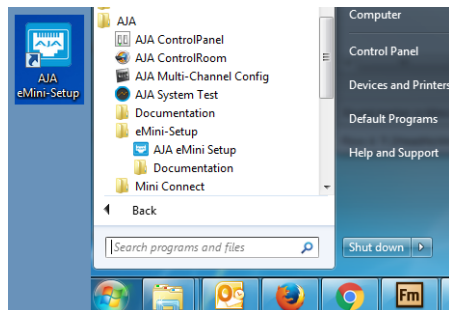 AJA
eMini-Setup
AJA
AJA ControlPanel
AJA ControlRoom
AJA Multi-Channel Config
AJA System Test
Documentation
eMini-Setup
AJA eMini Setup
Documentation
Mini Connect
Back
Search programs and files
Computer
Control Panel
Devices and Printers
Default Programs
Help and Support
Shut down
Fm